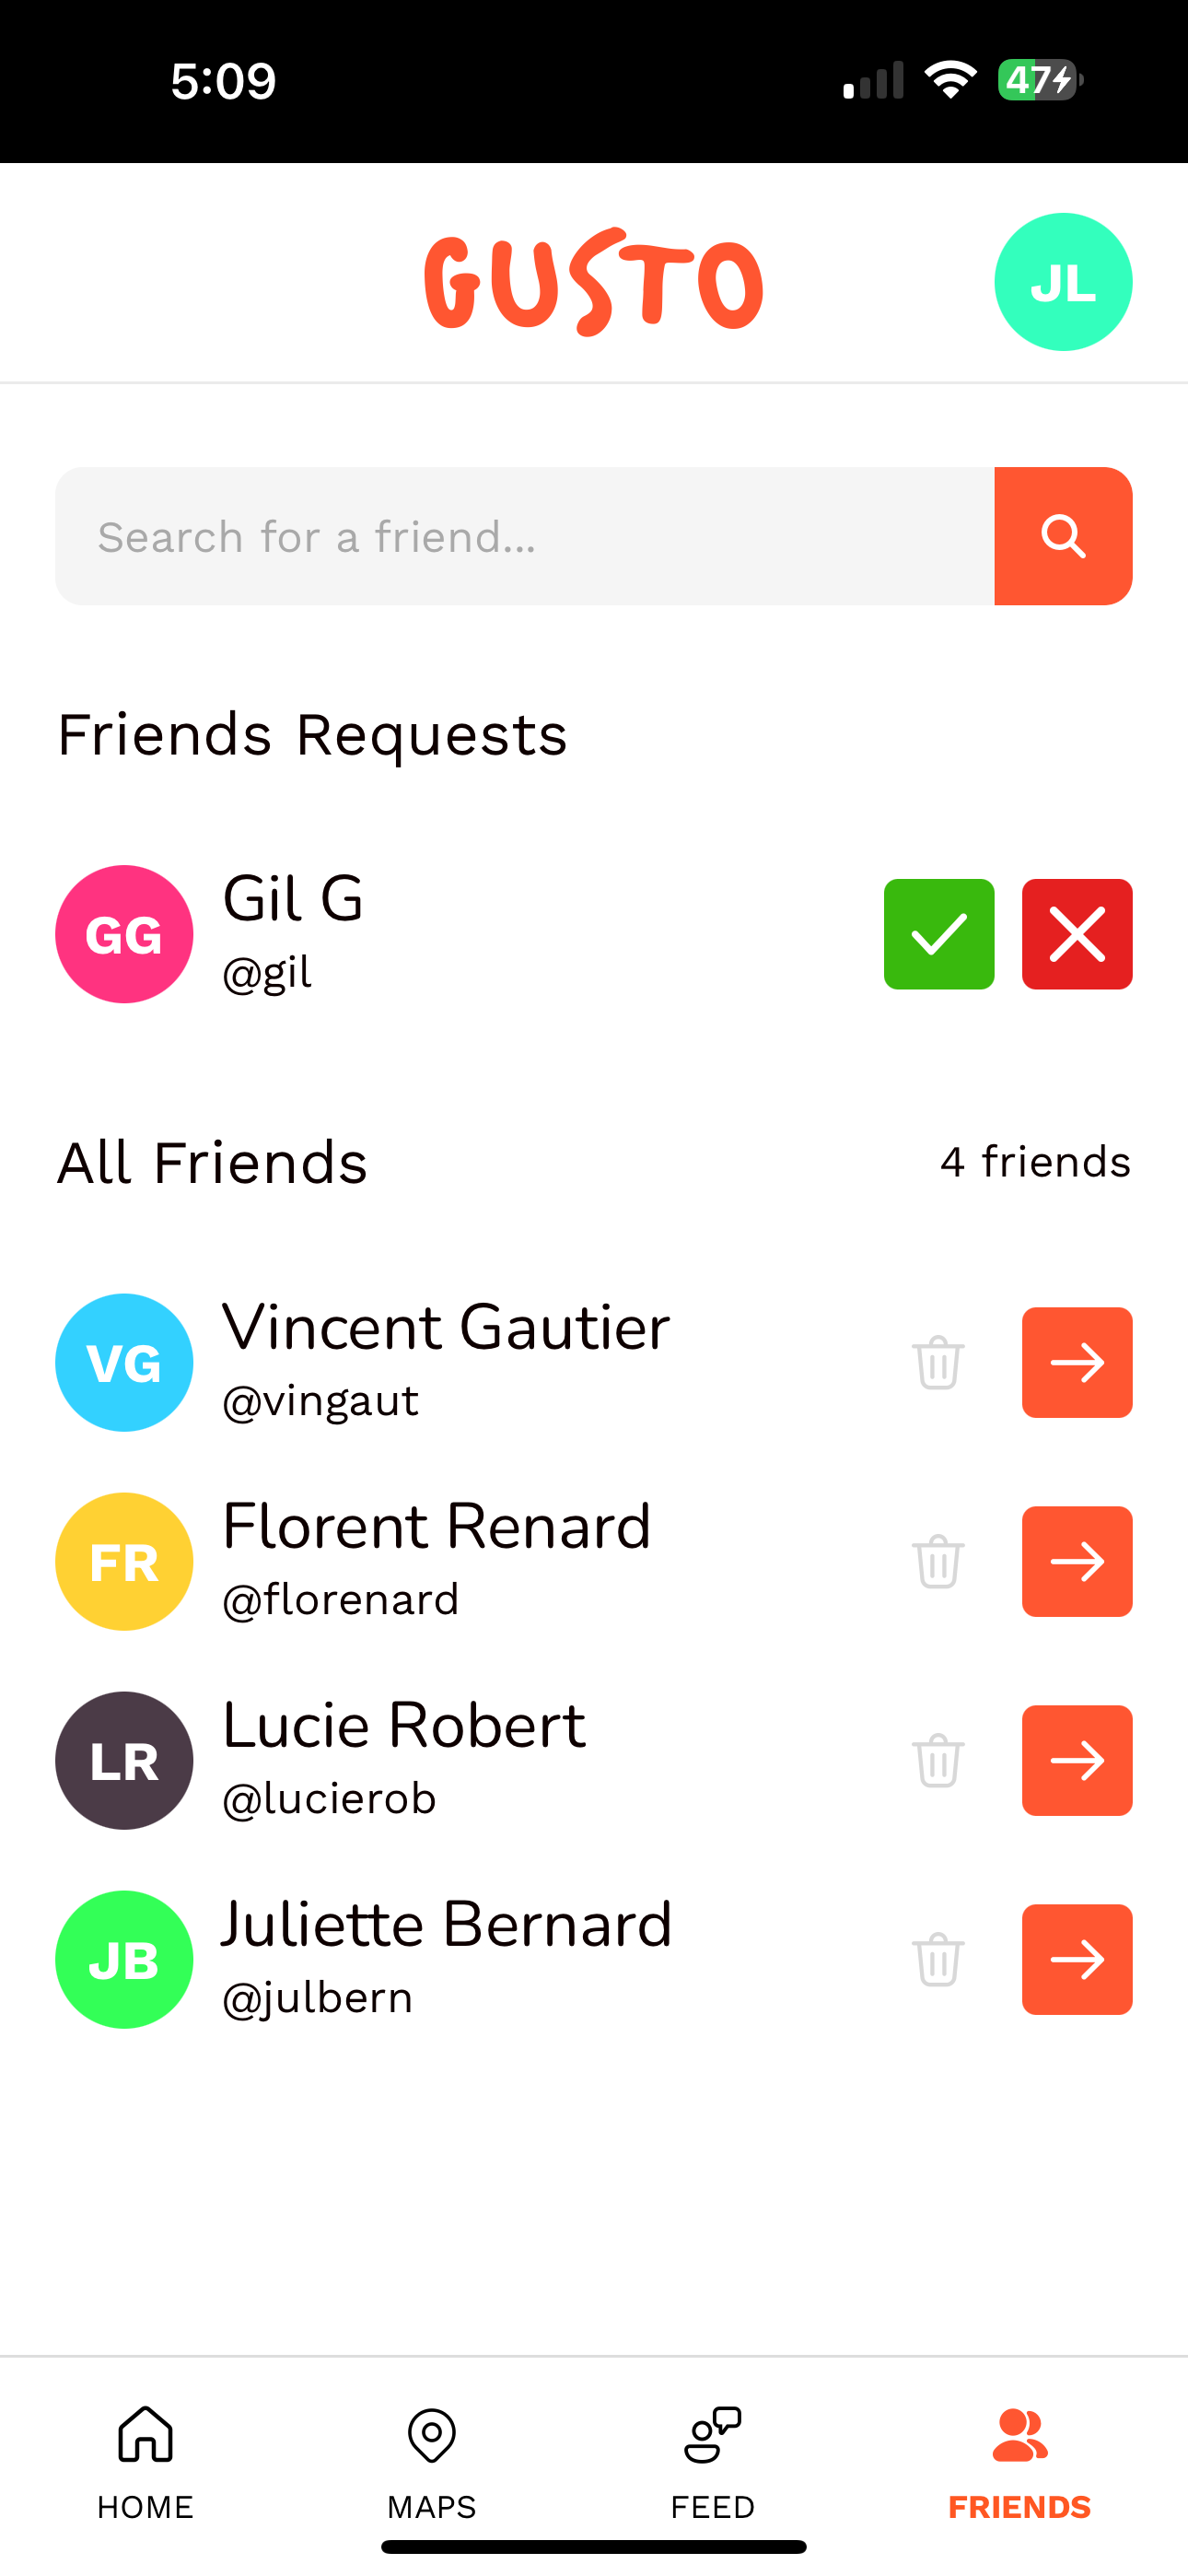 5:09
47
GUSTO
JL
Search for a friend...
Friends Requests
GG
Gil G
@gil
All Friends
4 friends
VG
Vincent Gautier
@vingaut
FR
Florent Renard
@florenard
LR
Lucie Robert
@lucierob
JB
Juliette Bernard
@julbern
HOME
MAPS
FEED
FRIENDS